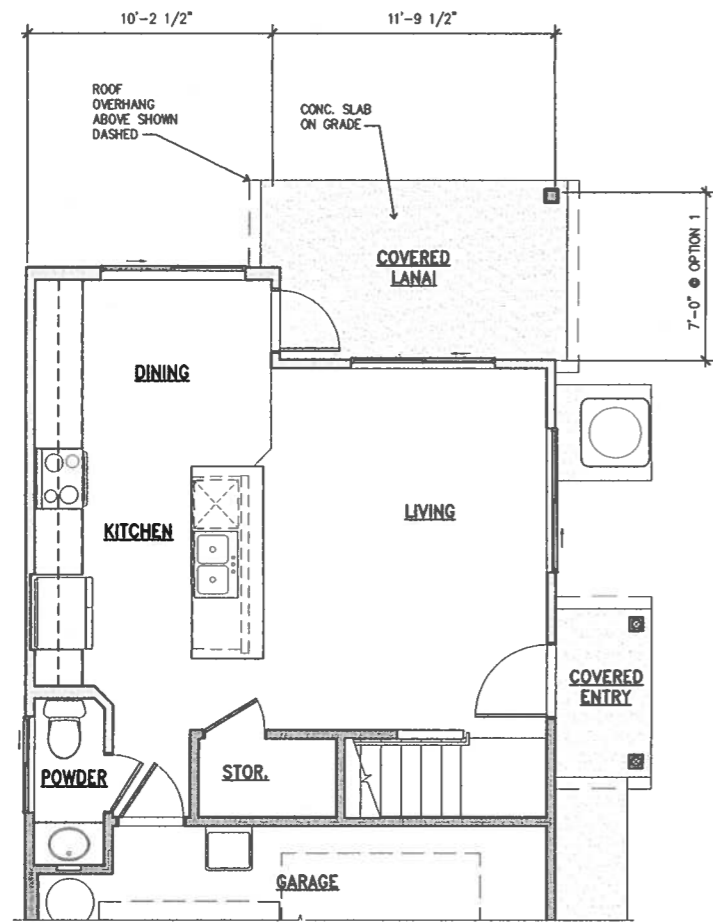 10'-2 1/2"
11'-9 1/2"
ROOF
OVERHANG
ABOVE SHOWN
DASHED
CONC. SLAB
ON GRADE
COVERED
LANAI
7'-0" @ OPTION 1
DINING
KITCHEN
LIVING
COVERED
ENTRY
POWDER
STOR.
GARAGE